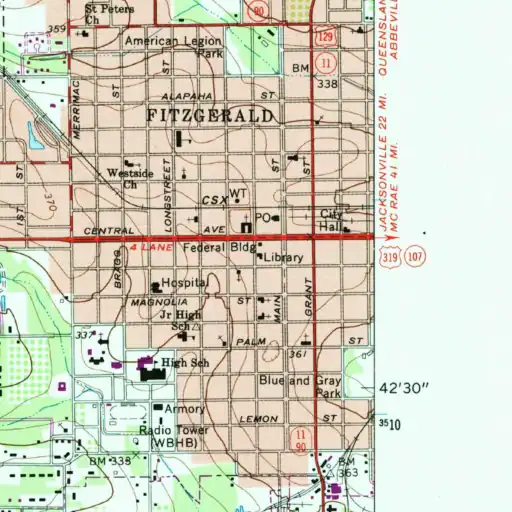 St Peters
Ch
359
American Legion
Park
90
129
11
BM
338
QUEENSLAND
ABBEVILLE
MERRIMAC
ST
ST
ALAPAHA ST
FITZGERALD
JACKSONVILLE 22 MI.
MC RAE 41 MI.
Westside
Ch
LONGSTREET
ST
ST
370
1ST
ST
CSX
WT
PO
City
Hall
CENTRAL AVE
4 LANE
Federal Bldg
Library
319
107
BRAGG
Hospital
MAGNOLIA ST
MAIN
GRANT
Jr High
Sch
337
PALM ST
361
High Sch
Blue and Gray
Park
42'30"
3510
Armory
LEMON ST
Radio Tower
(WBHB)
11
90
BM 338
BM
363